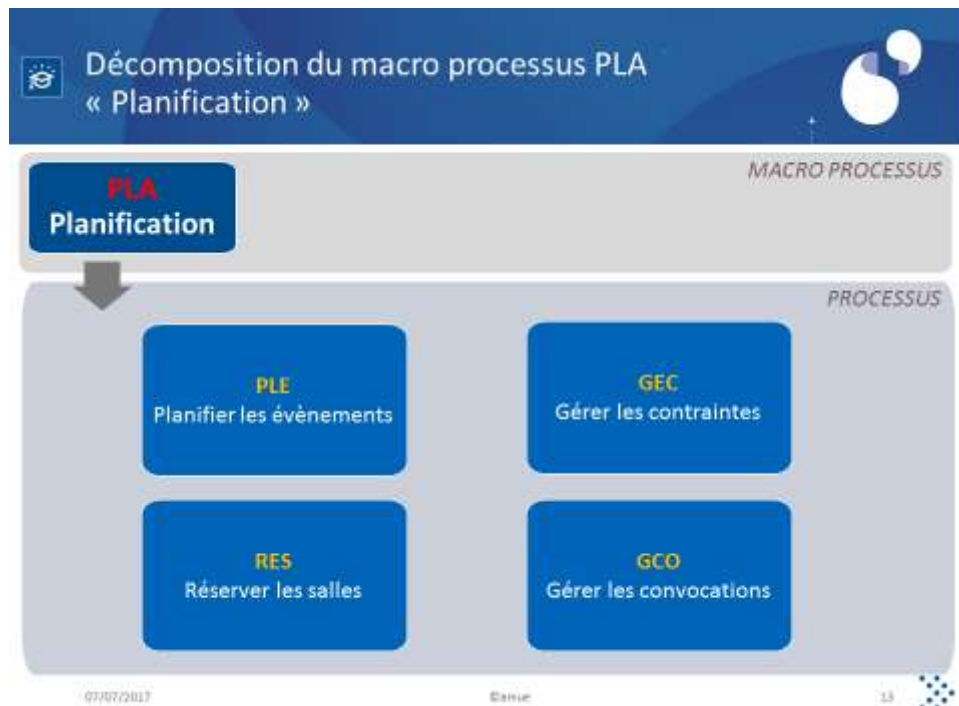 Décomposition du macro processus PLA
« Planification »
MACRO PROCESSUS
PLA
Planification
PROCESSUS
PLE
Planifier les évènements
GEC
Gérer les contraintes
RES
Réserver les salles
GCO
Gérer les convocations
07/07/2017
©amue
13